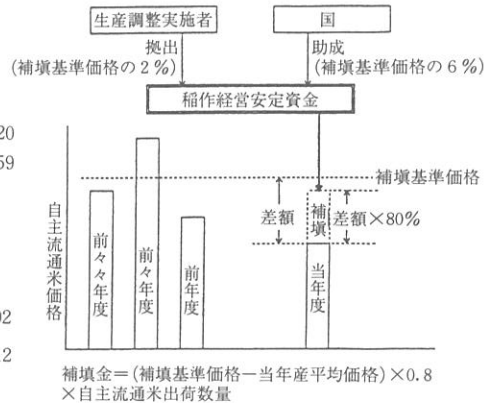 生産調整実施者
国
拠出
(補塡基準価格の2%)
助成
(補塡基準価格の6%)
稲作経営安定資金
20
59
補塡基準価格
差額
補塡
差額×80%
自主流通米価格
前々年度
前々年度
前年度
当年度
02
12
補塡金=(補塡基準価格-当年産平均価格)×0.8
×自主流通米出荷数量